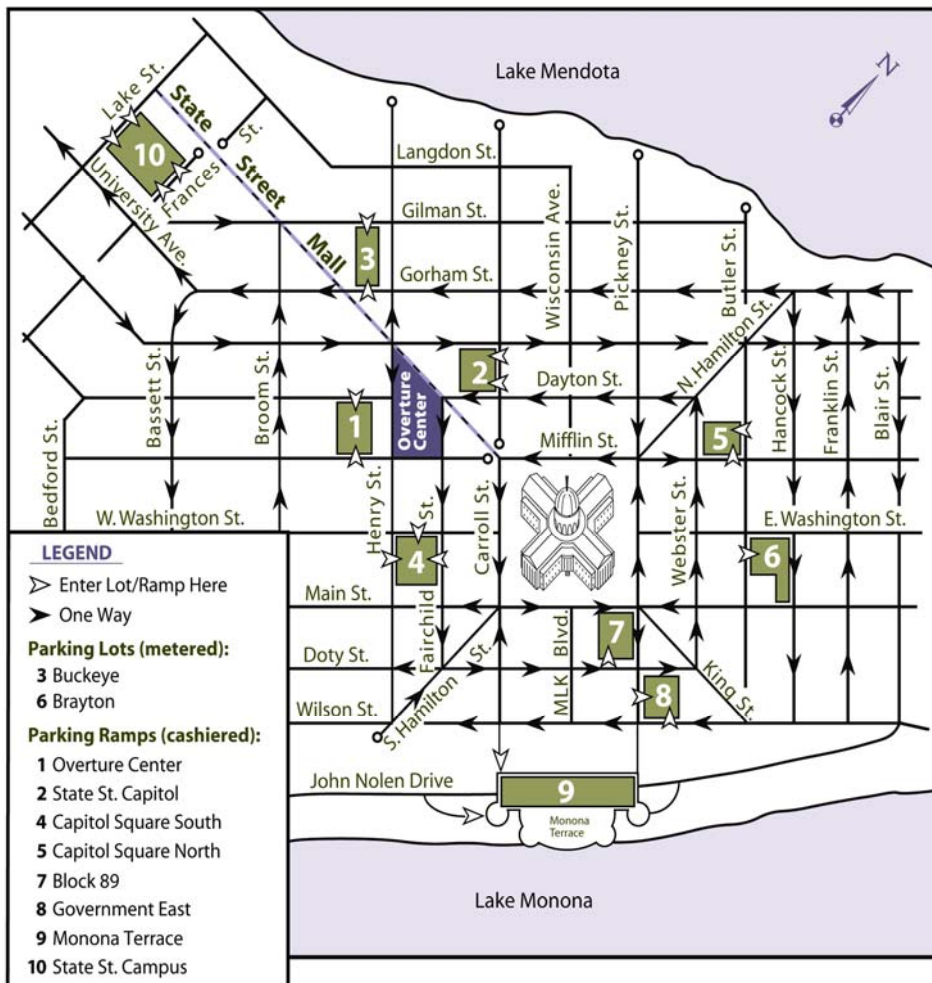 Lake Mendota
N
Lake St.
State Street Mall
10
Frances St.
University Ave.
Langdon St.
Gilman St.
3
Gorham St.
Wisconsin Ave.
Pickney St.
Butler St.
N. Hamilton St.
2
Dayton St.
Overture
Center
1
Mifflin St.
5
Hancock St.
Franklin St.
Blair St.
Bedford St.
Bassett St.
Broom St.
Henry St.
W. Washington St.
Fairchild St.
Carroll St.
Webster St.
E. Washington St.
4
6
Main St.
MLK Blvd.
7
Doty St.
S. Hamilton St.
8
King St.
Wilson St.
John Nolen Drive
9
Monona
Terrace
Lake Monona
LEGEND
Enter Lot/Ramp Here
One Way
Parking Lots (metered):
3 Buckeye
6 Brayton
Parking Ramps (cashiered):
1 Overture Center
2 State St. Capitol
4 Capitol Square South
5 Capitol Square North
7 Block 89
8 Government East
9 Monona Terrace
10 State St. Campus